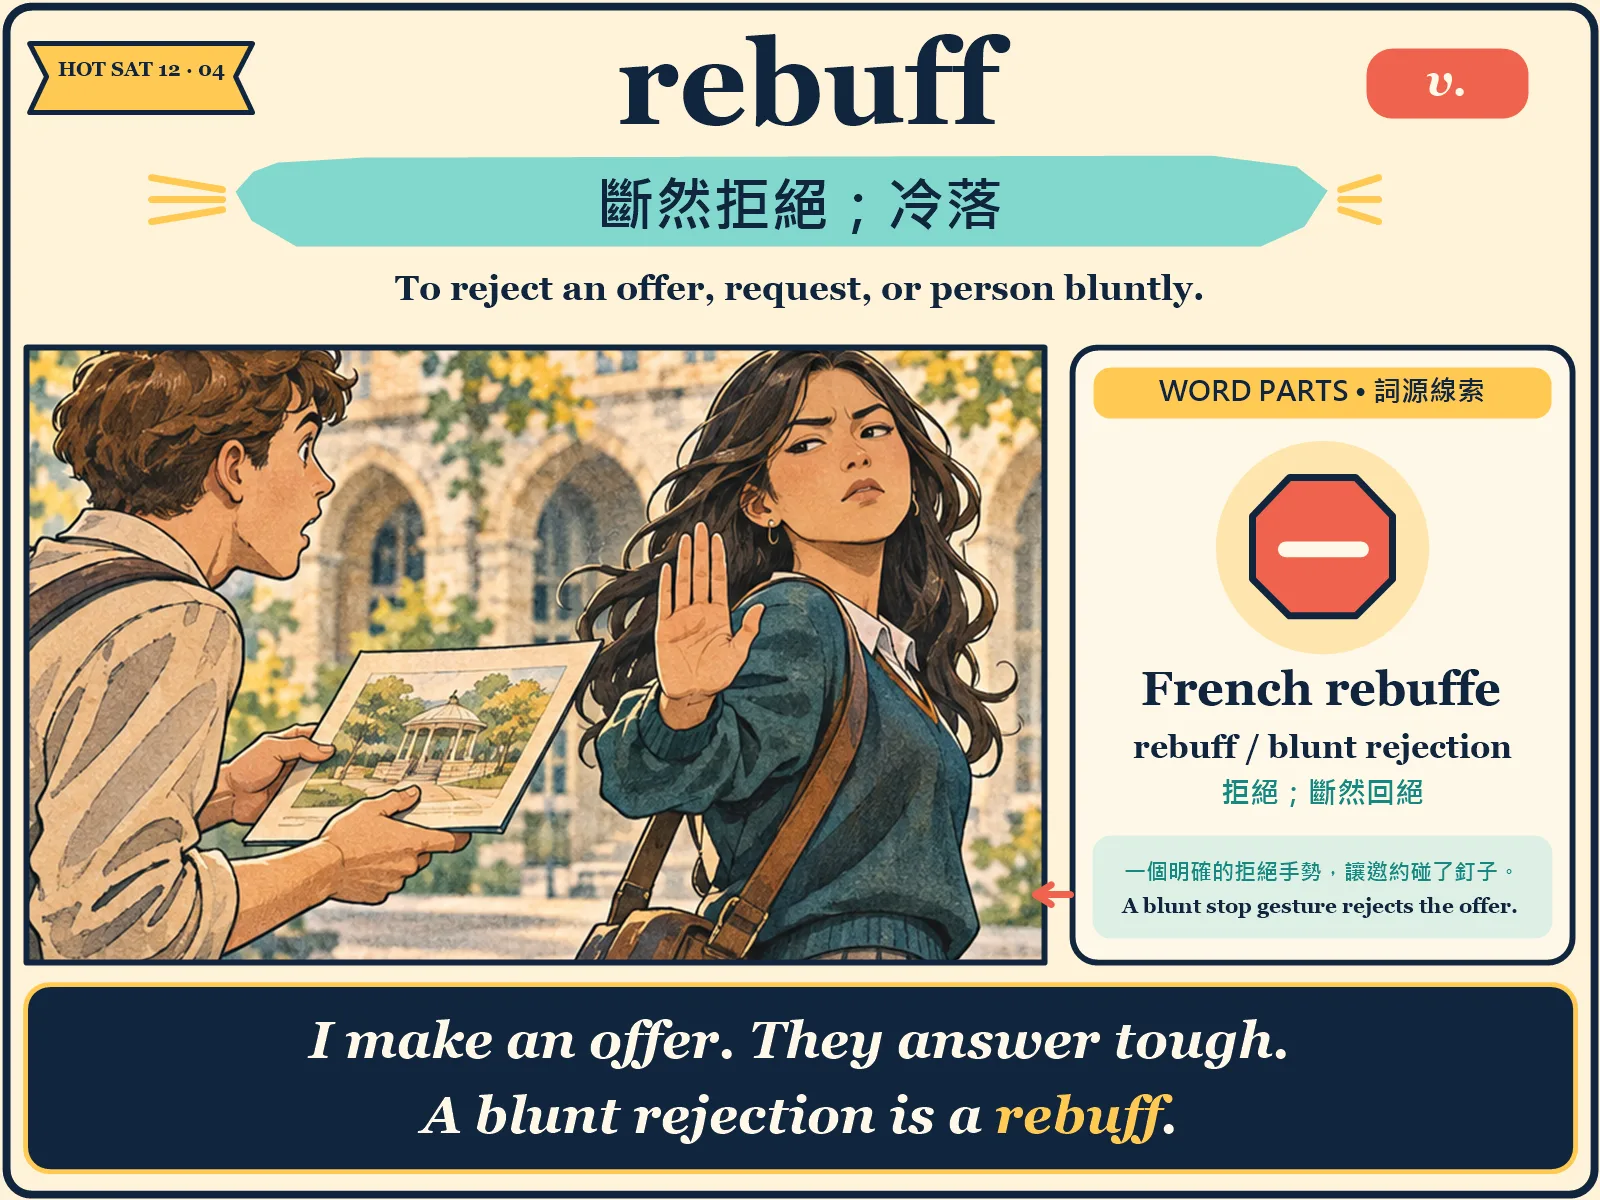 HOT SAT 12 · 04
rebuff
v.
斷然拒絕；冷落
To reject an offer, request, or person bluntly.
WORD PARTS • 詞源線索
French rebuffe
rebuff / blunt rejection
拒絕；斷然回絕
一個明確的拒絕手勢，讓邀約碰了釘子。
A blunt stop gesture rejects the offer.
I make an offer. They answer tough.
A blunt rejection is a rebuff.